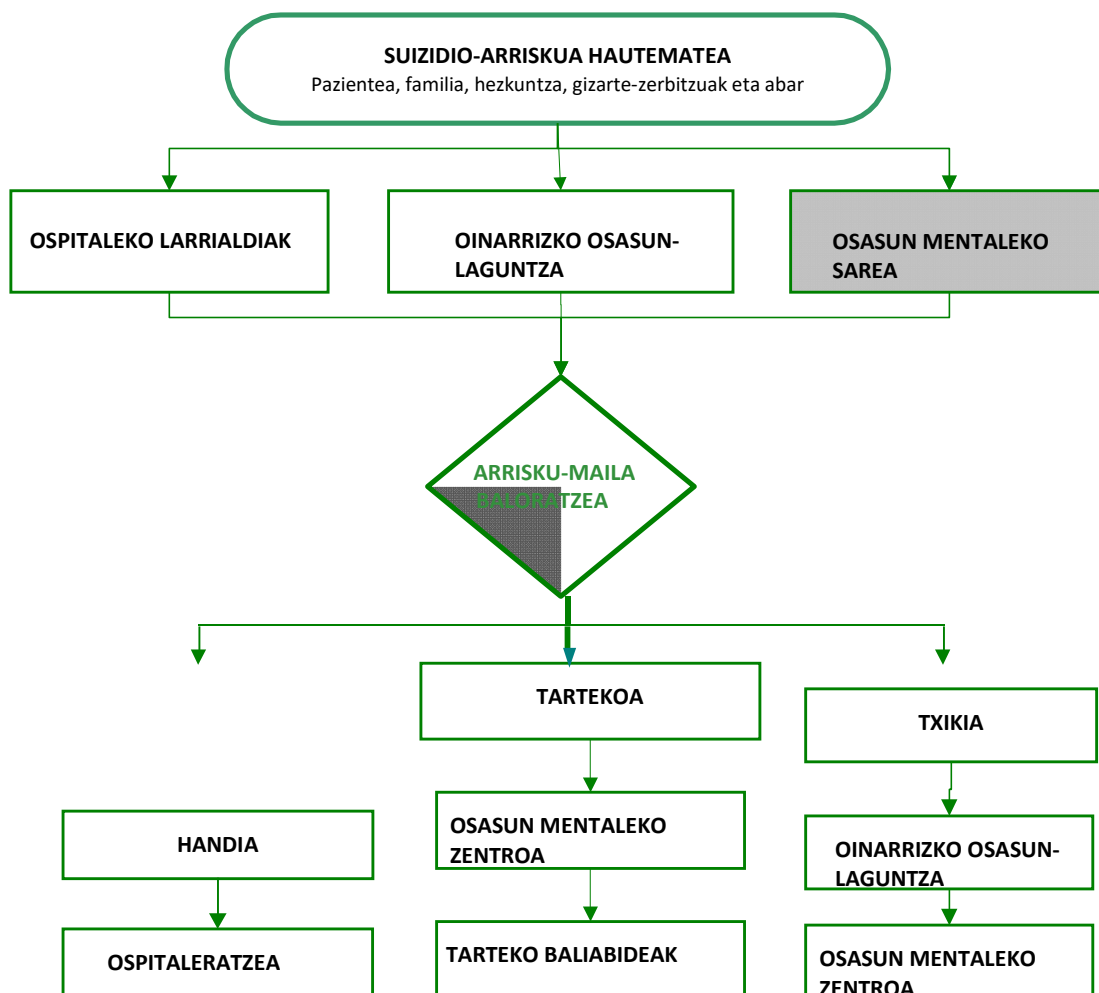 SUIZIDIO-ARRISKUA HAUTEMATEA
Pazientea, familia, hezkuntza, gizarte-zerbitzuak eta abar
OSPITALEKO LARRIALDIAK
OINARRIZKO OSASUN-
LAGUNTZA
OSASUN MENTALEKO
SAREA
ARRISKU-MAILA
BALORATZEA
HANDIA
OSPITALERATZEA
TARTEKOA
OSASUN MENTALEKO
ZENTROA
TARTEKO BALIABIDEAK
TXIKIA
OINARRIZKO OSASUN-
LAGUNTZA
OSASUN MENTALEKO
ZENTROA